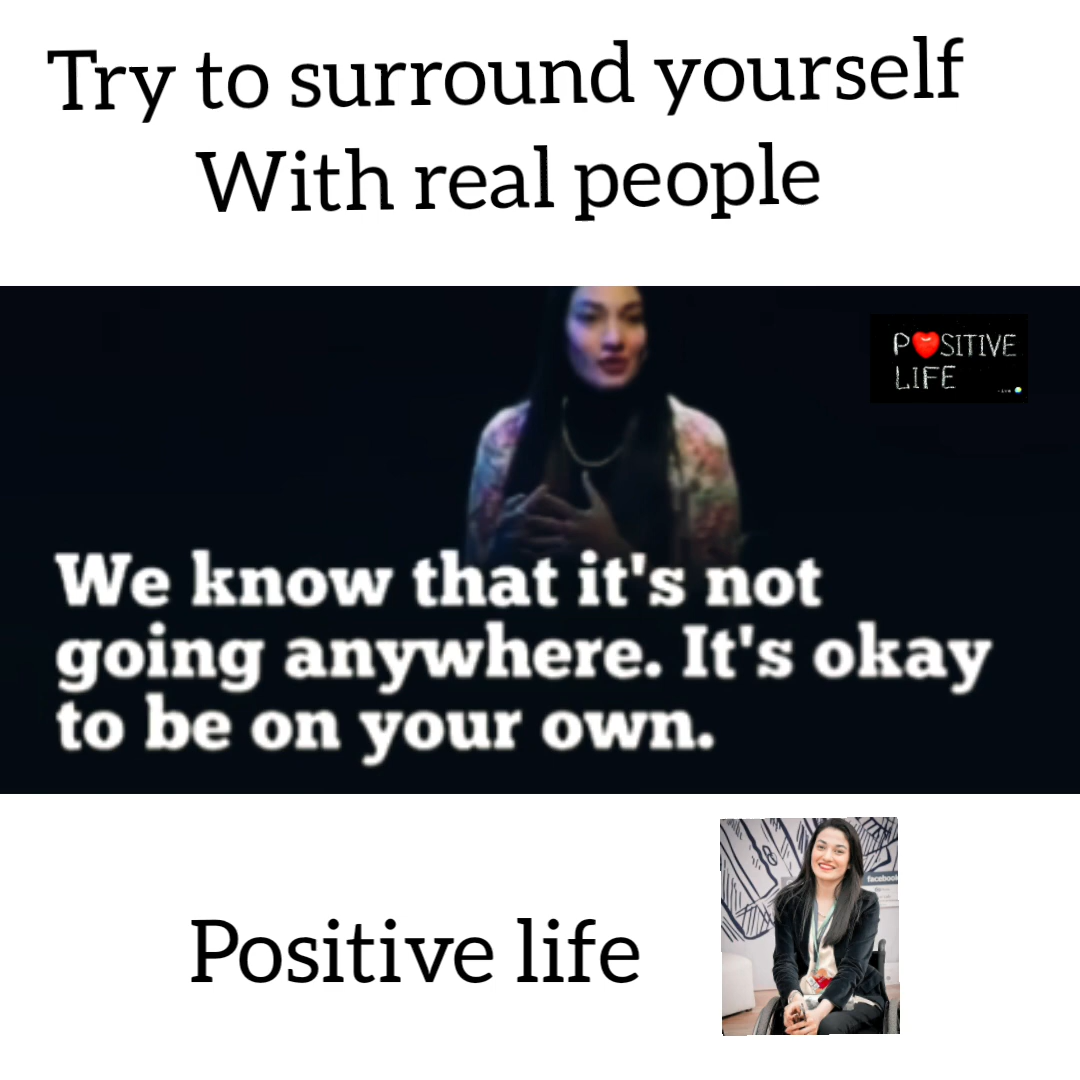 Try to surround yourself
With real people
P❤SITIVE
LIFE
We know that it's not
going anywhere. It's okay
to be on your own.
Positive life
facebook